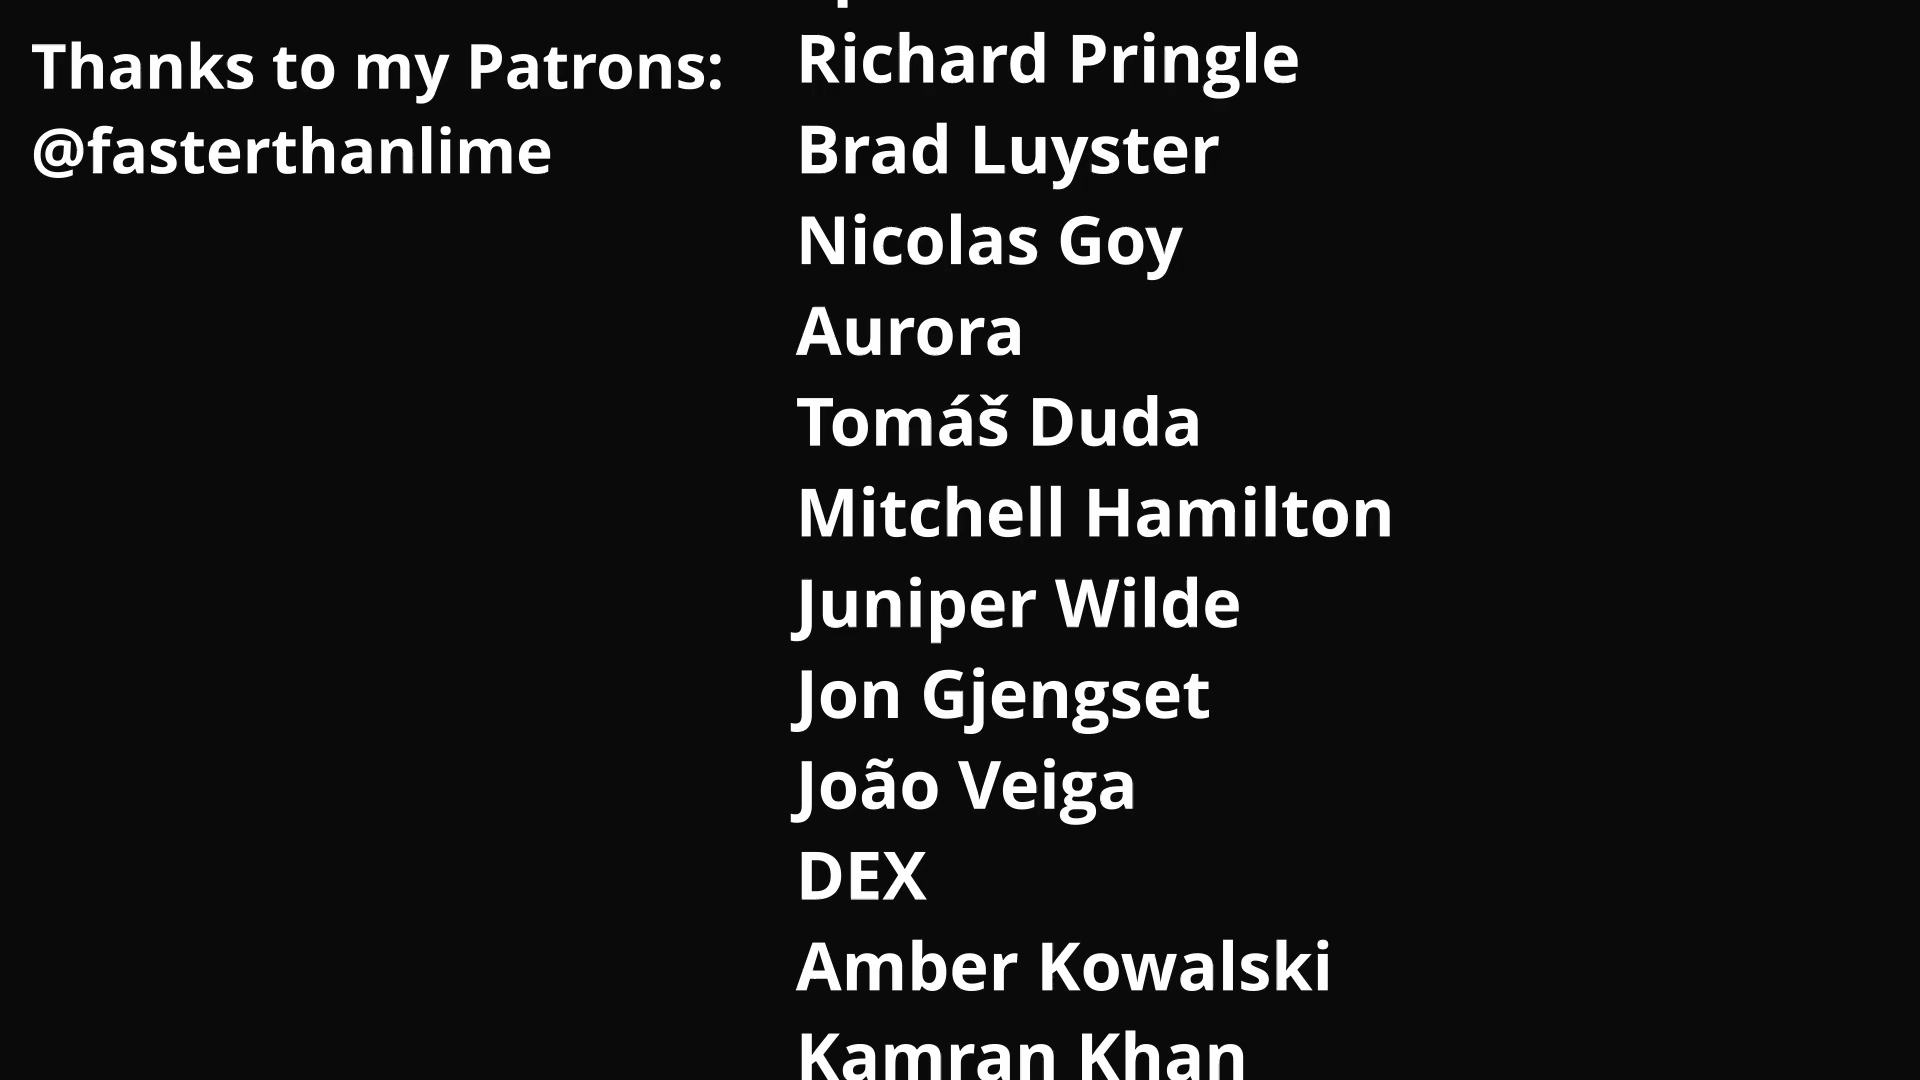 Thanks to my Patrons:
@fasterthanlime
Richard Pringle
Brad Luyster
Nicolas Goy
Aurora
Tomáš Duda
Mitchell Hamilton
Juniper Wilde
Jon Gjengset
João Veiga
DEX
Amber Kowalski
Kamran Khan